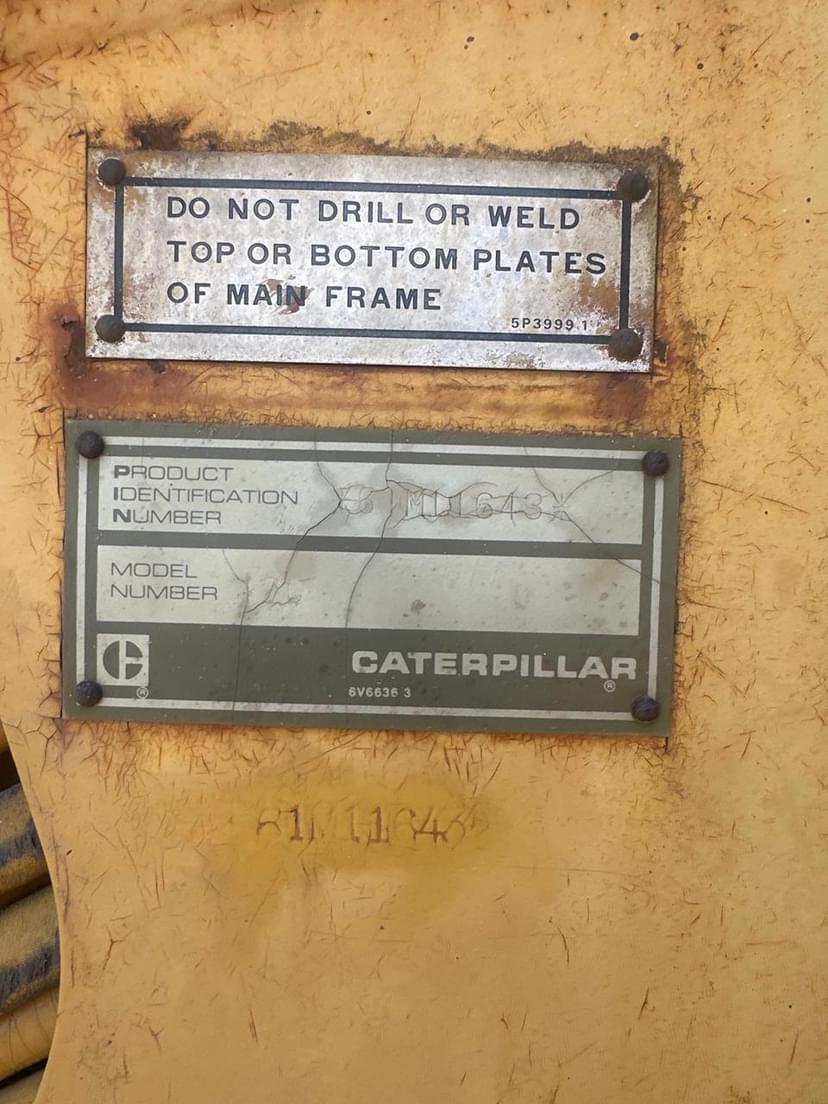 DO NOT DRILL OR WELD
TOP OR BOTTOM PLATES
OF MAIN FRAME
5P3999 1
PRODUCT
IDENTIFICATION
NUMBER
MODEL
NUMBER
CATERPILLAR
6V6636 3